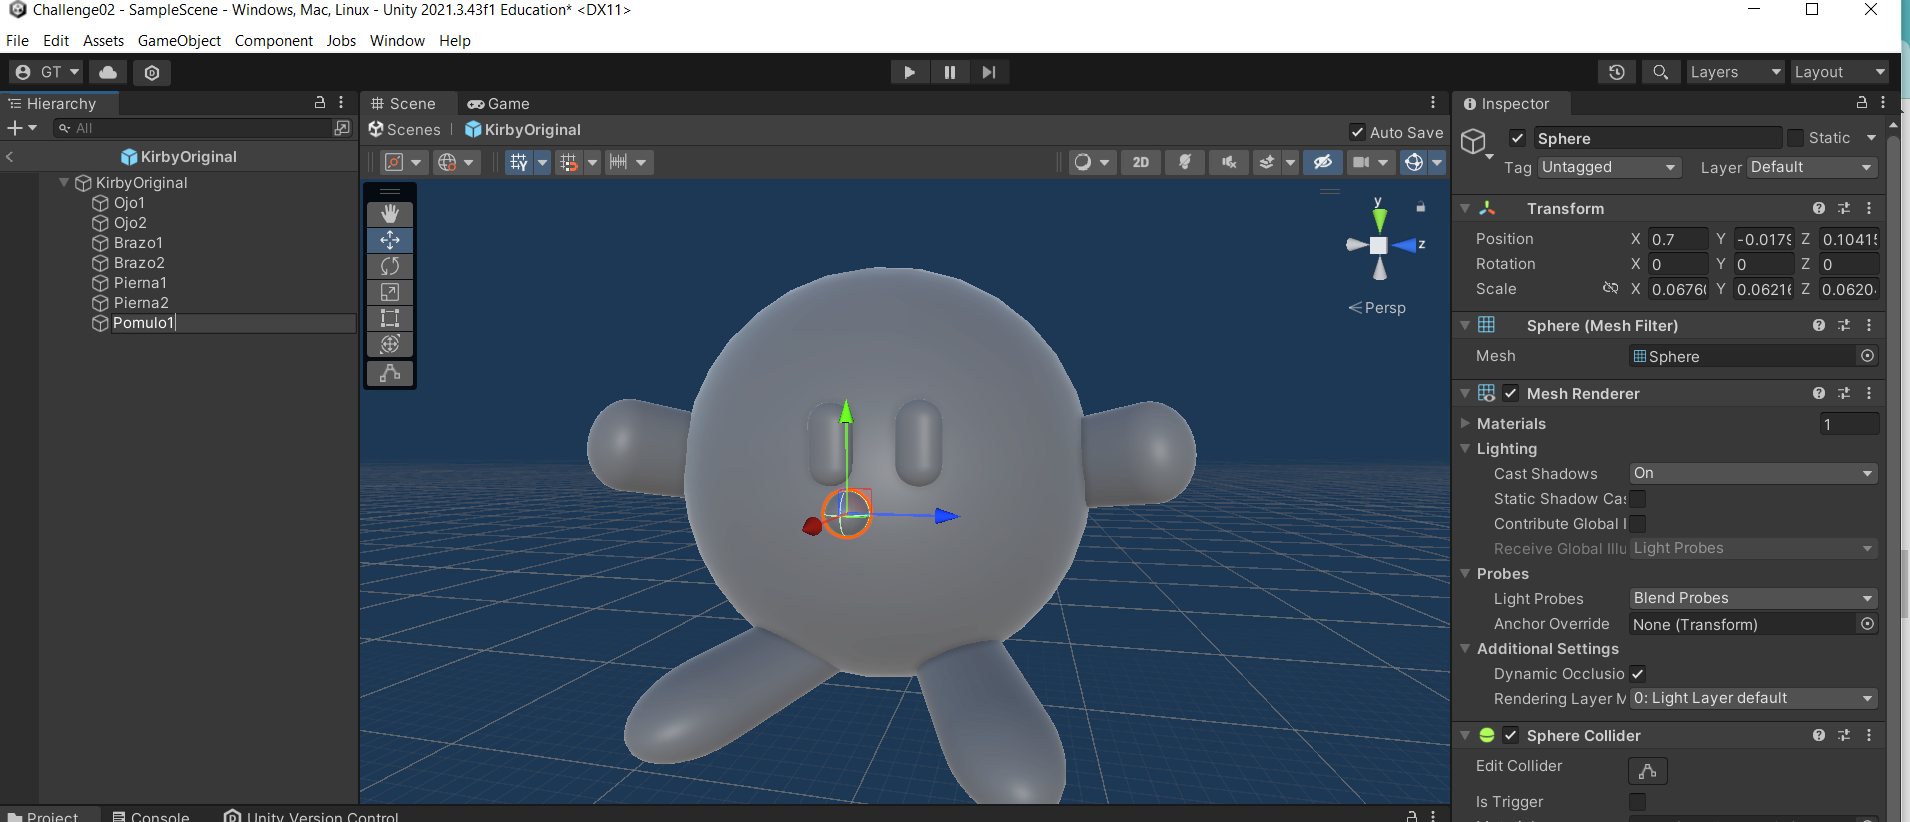 Challenge02 - SampleScene - Windows, Mac, Linux - Unity 2021.3.43f1 Education* <DX11>
File Edit Assets GameObject Component Jobs Window Help
GT Layers Layout
Hierarchy
All
KirbyOriginal
KirbyOriginal
Ojo1
Ojo2
Brazo1
Brazo2
Pierna1
Pierna2
Pomulo1
Scene Game
Scenes | KirbyOriginal Auto Save
2D
y
z
Persp
Inspector
Sphere Static
Tag Untagged Layer Default
Transform
Position X 0.7 Y -0.0179 Z 0.10415
Rotation X 0 Y 0 Z 0
Scale X 0.0676 Y 0.0621 Z 0.0620
Sphere (Mesh Filter)
Mesh Sphere
Mesh Renderer
Materials 1
Lighting
Cast Shadows On
Static Shadow Cas
Contribute Global I
Receive Global Illu Light Probes
Probes
Light Probes Blend Probes
Anchor Override None (Transform)
Additional Settings
Dynamic Occlusio
Rendering Layer M 0: Light Layer default
Sphere Collider
Edit Collider
Is Trigger
Project Console Unity Version Control